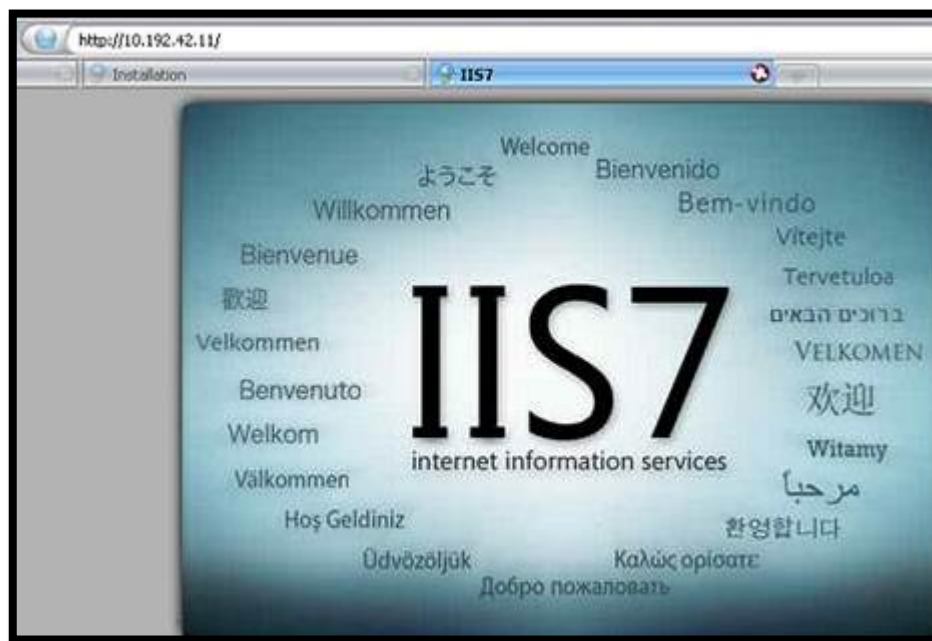 http://10.192.42.11/
Installation
IIS7
Welcome
ようこそ
Bienvenido
Willkommen
Bem-vindo
Bienvenue
Vítejte
歡迎
Tervetuloa
ברוכים הבאים
Velkommen
VELKOMEN
Benvenuto
欢迎
Welkom
Witamy
Välkommen
مرحباً
Hoş Geldiniz
환영합니다
Üdvözöljük
Καλώς ορίσατε
Добро пожаловать
IIS7
internet information services